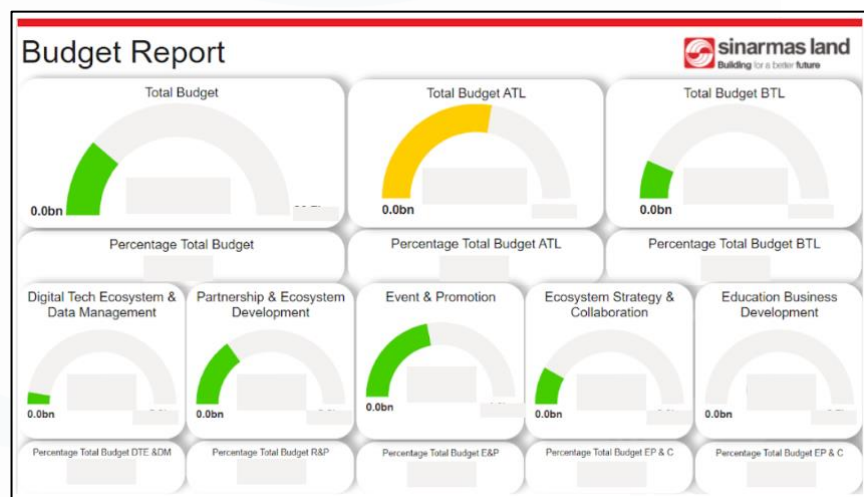 Budget Report
sinarmas land
Building for a better future
Total Budget
Total Budget ATL
Total Budget BTL
0.0bn
0.0bn
0.0bn
Percentage Total Budget
Percentage Total Budget ATL
Percentage Total Budget BTL
Digital Tech Ecosystem &
Data Management
Partnership & Ecosystem
Development
Event & Promotion
Ecosystem Strategy &
Collaboration
Education Business
Development
0.0bn
0.0bn
0.0bn
0.0bn
0.0bn
Percentage Total Budget DTE &DM
Percentage Total Budget R&P
Percentage Total Budget E&P
Percentage Total Budget EP & C
Percentage Total Budget EP & C